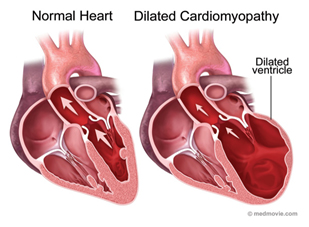 Normal Heart
Dilated Cardiomyopathy
Dilated
ventricle
© medmovie.com